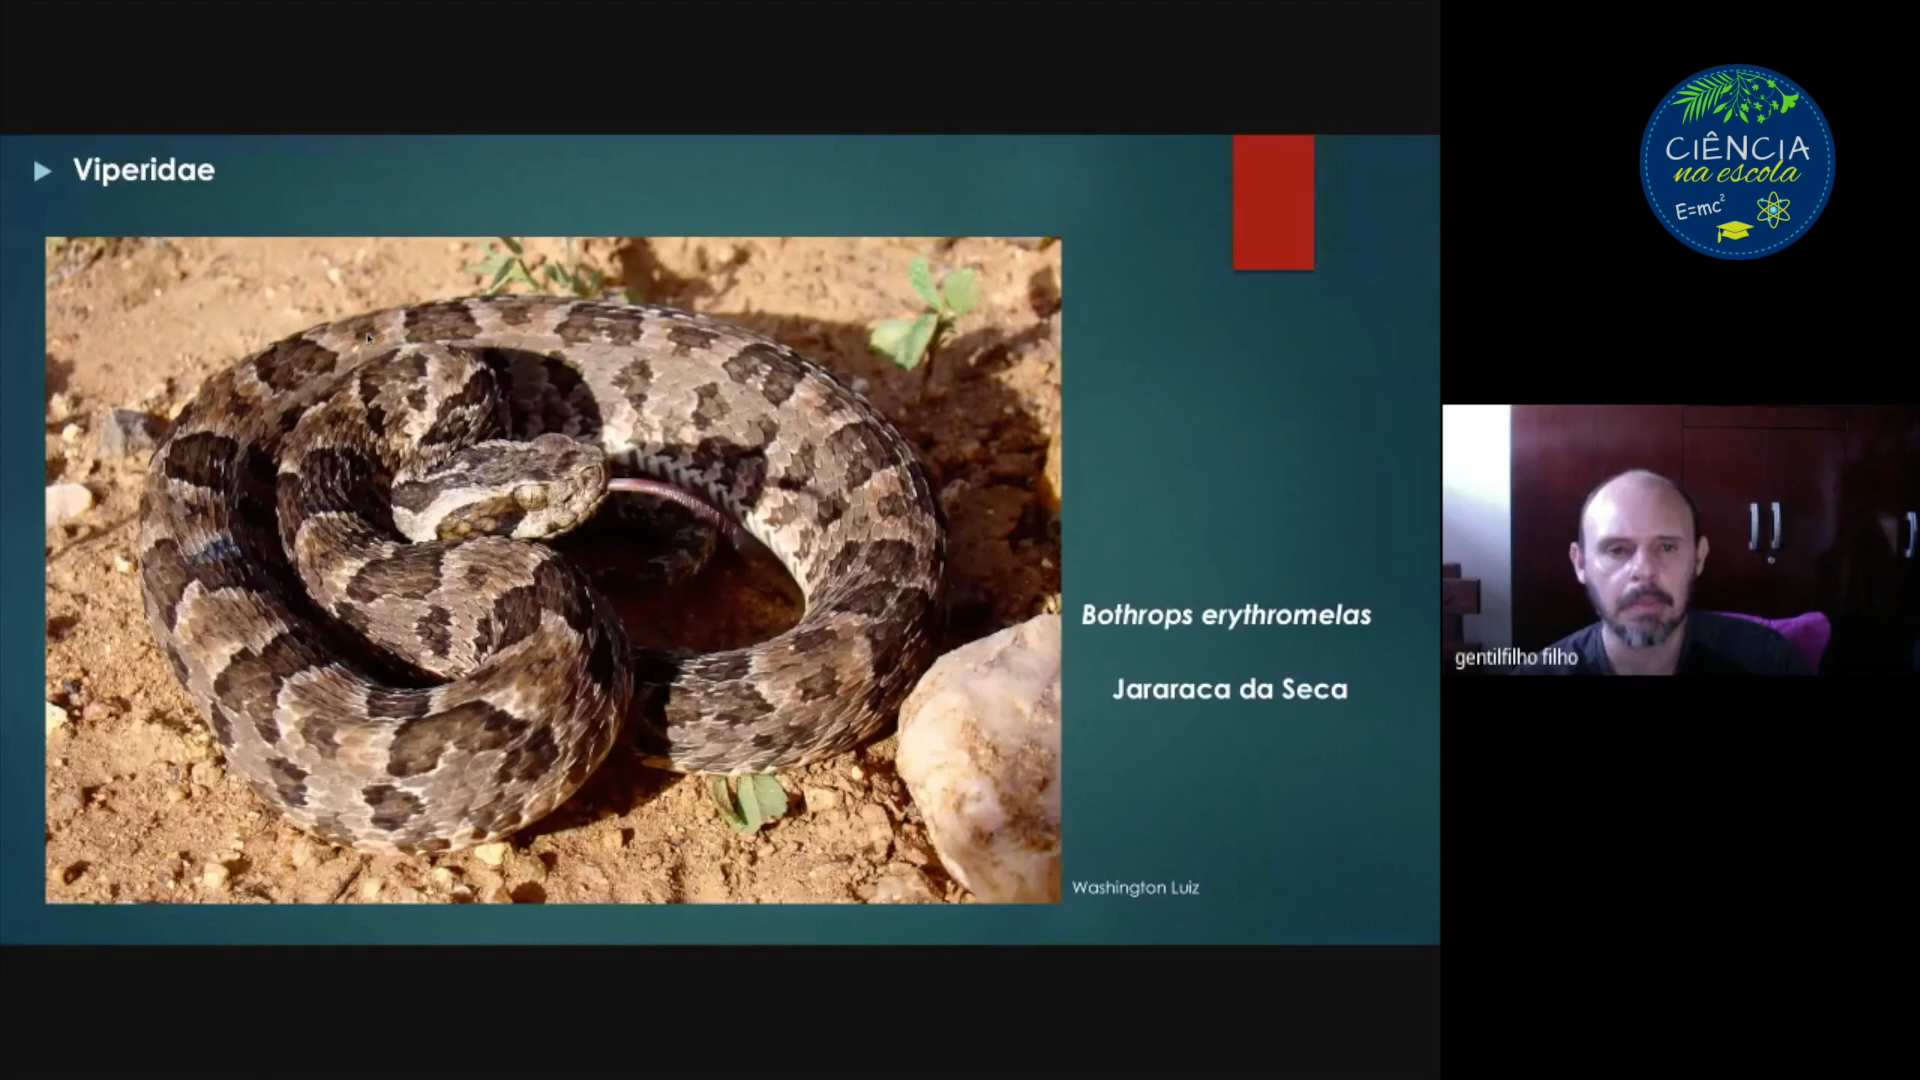 Viperidae
Bothrops erythromelas
Jararaca da Seca
Washington Luiz
CIÊNCIA
na escola
E=mc²
gentilfilho filho